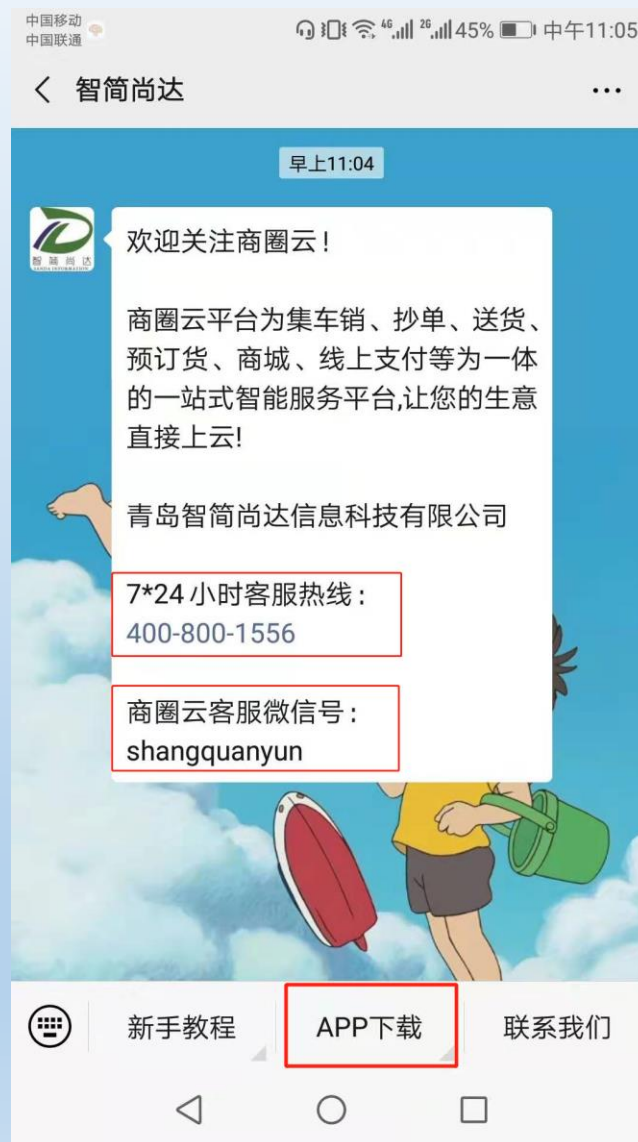 中国移动
中国联通
4G 2G 45% 中午11:05
智简尚达
早上11:04
智简尚达
欢迎关注商圈云!
商圈云平台为集车销、抄单、送货、
预订货、商城、线上支付等为一体
的一站式智能服务平台,让您的生意
直接上云!
青岛智简尚达信息科技有限公司
7*24小时客服热线:
400-800-1556
商圈云客服微信号:
shangquanyun
新手教程
APP下载
联系我们